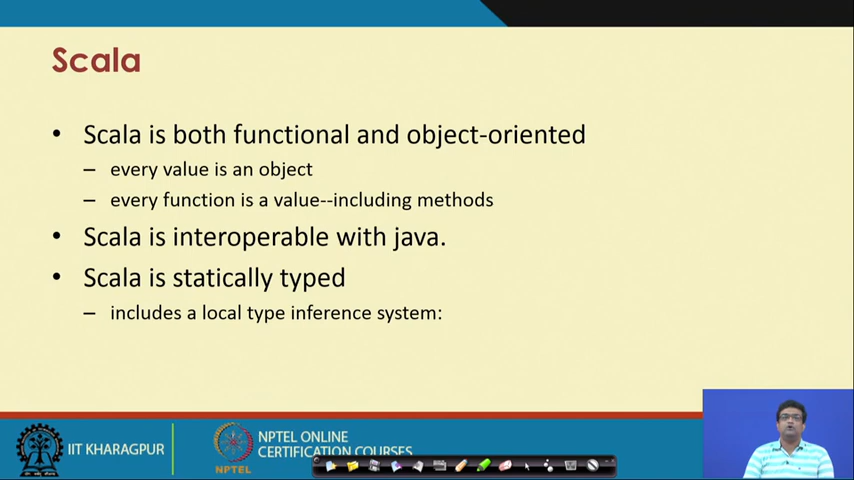 Scala
• Scala is both functional and object-oriented
– every value is an object
– every function is a value--including methods
• Scala is interoperable with java.
• Scala is statically typed
– includes a local type inference system:
IIT KHARAGPUR
NPTEL
NPTEL ONLINE
CERTIFICATION COURSES